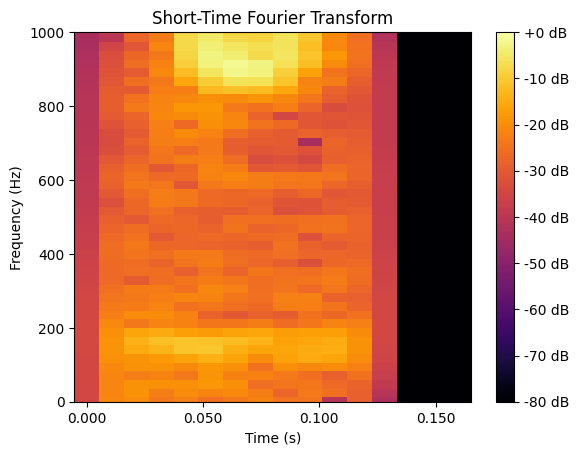 Short-Time Fourier Transform
Frequency (Hz)
1000
800
600
400
200
0
0.000
0.050
0.100
0.150
Time (s)
+0 dB
-10 dB
-20 dB
-30 dB
-40 dB
-50 dB
-60 dB
-70 dB
-80 dB